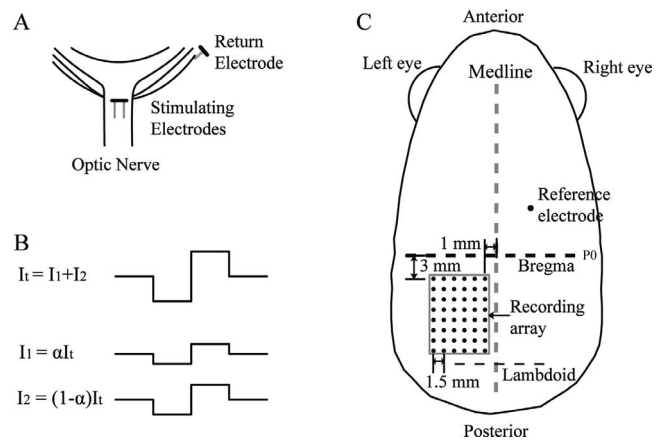 A
Return
Electrode
Stimulating
Electrodes
Optic Nerve
B
It = I1+I2
I1 = αIt
I2 = (1-α)It
C
Anterior
Left eye
Medline
Right eye
Reference
electrode
1 mm
P0
3 mm
Bregma
Recording
array
1.5 mm
Lambdoid
Posterior